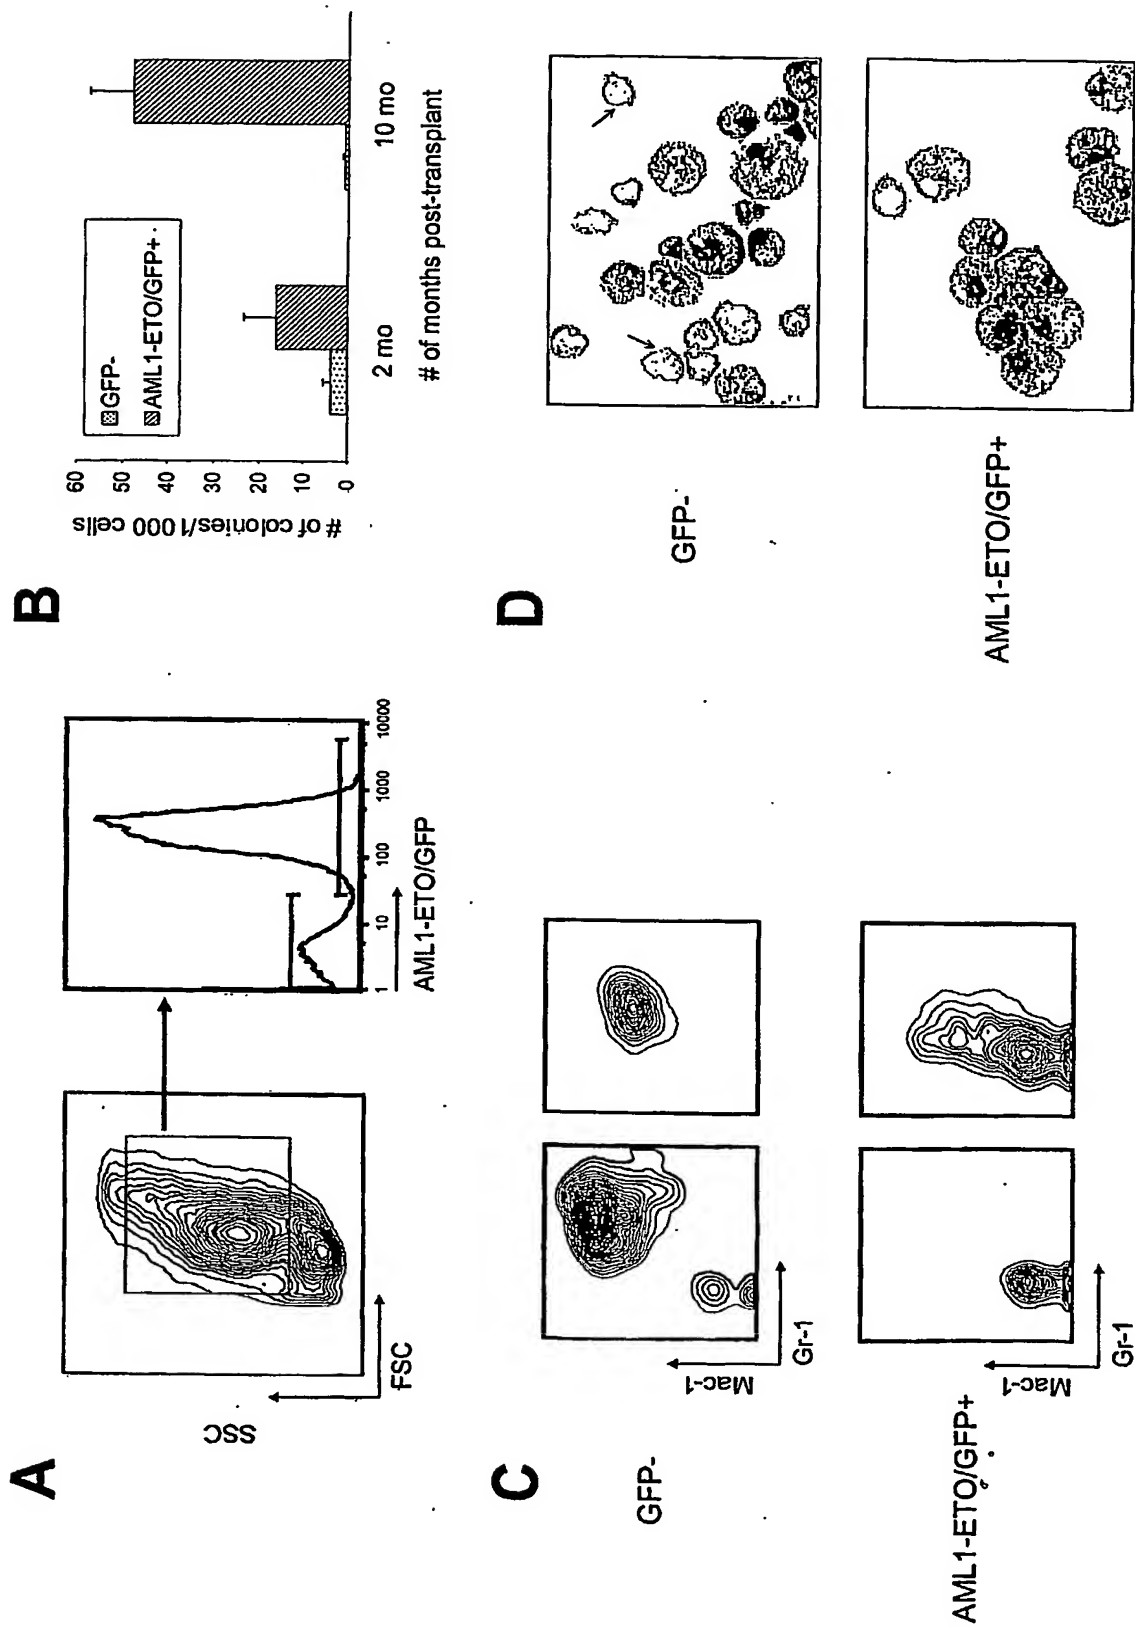 A
SSC
FSC
1
10
100
1000
10000
AML1-ETO/GFP
B
# of colonies/1000 cells
60
50
40
30
20
10
0
GFP-
AML1-ETO/GFP+
2 mo
10 mo
# of months post-transplant
C
GFP-
Mac-1
Gr-1
AML1-ETO/GFP+
Mac-1
Gr-1
D
GFP-
AML1-ETO/GFP+